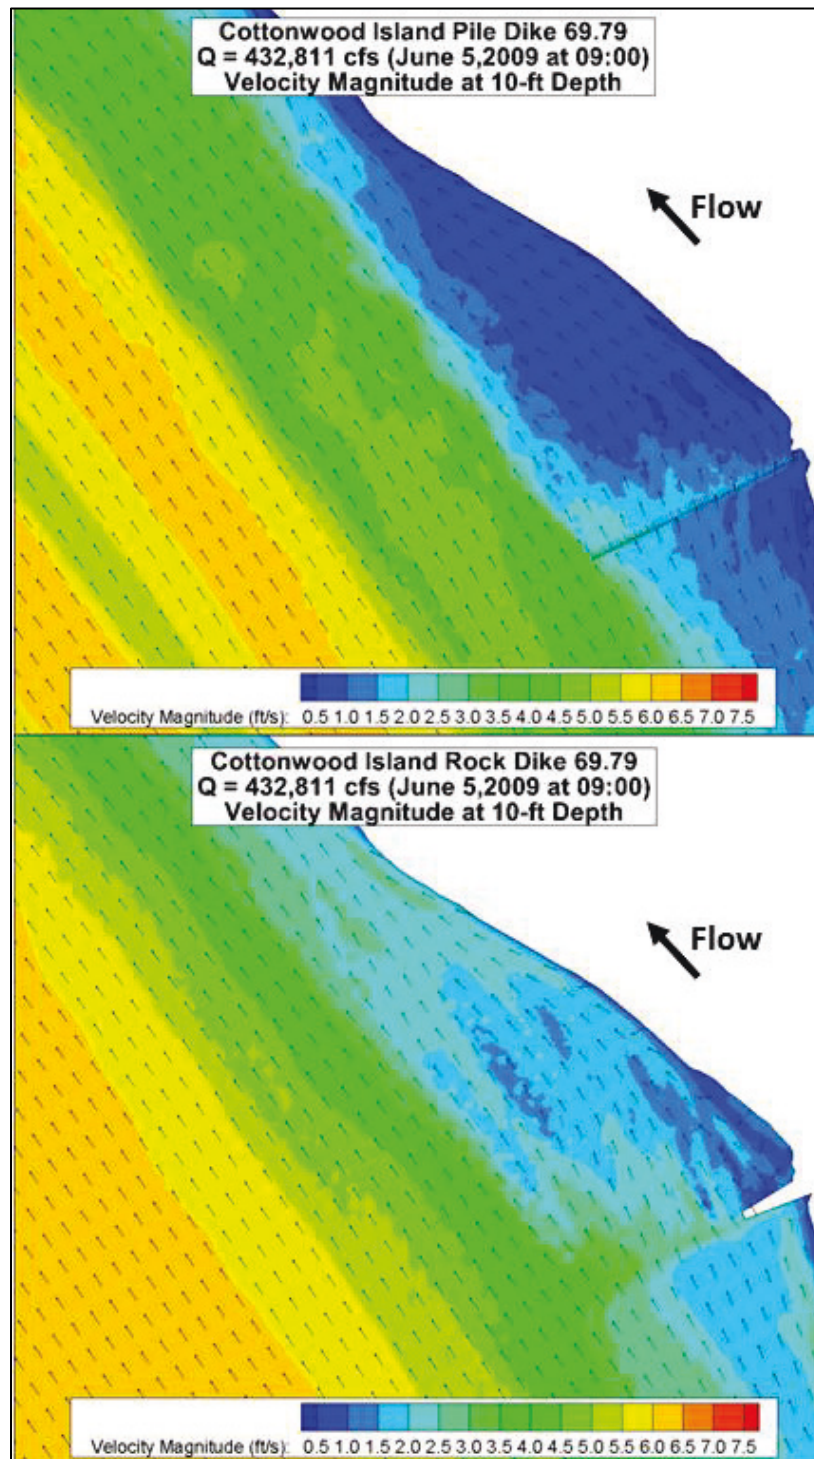 Cottonwood Island Pile Dike 69.79
Q = 432,811 cfs (June 5,2009 at 09:00)
Velocity Magnitude at 10-ft Depth
Flow
Velocity Magnitude (ft/s): 0.5 1.0 1.5 2.0 2.5 3.0 3.5 4.0 4.5 5.0 5.5 6.0 6.5 7.0 7.5
Cottonwood Island Rock Dike 69.79
Q = 432,811 cfs (June 5,2009 at 09:00)
Velocity Magnitude at 10-ft Depth
Flow
Velocity Magnitude (ft/s): 0.5 1.0 1.5 2.0 2.5 3.0 3.5 4.0 4.5 5.0 5.5 6.0 6.5 7.0 7.5